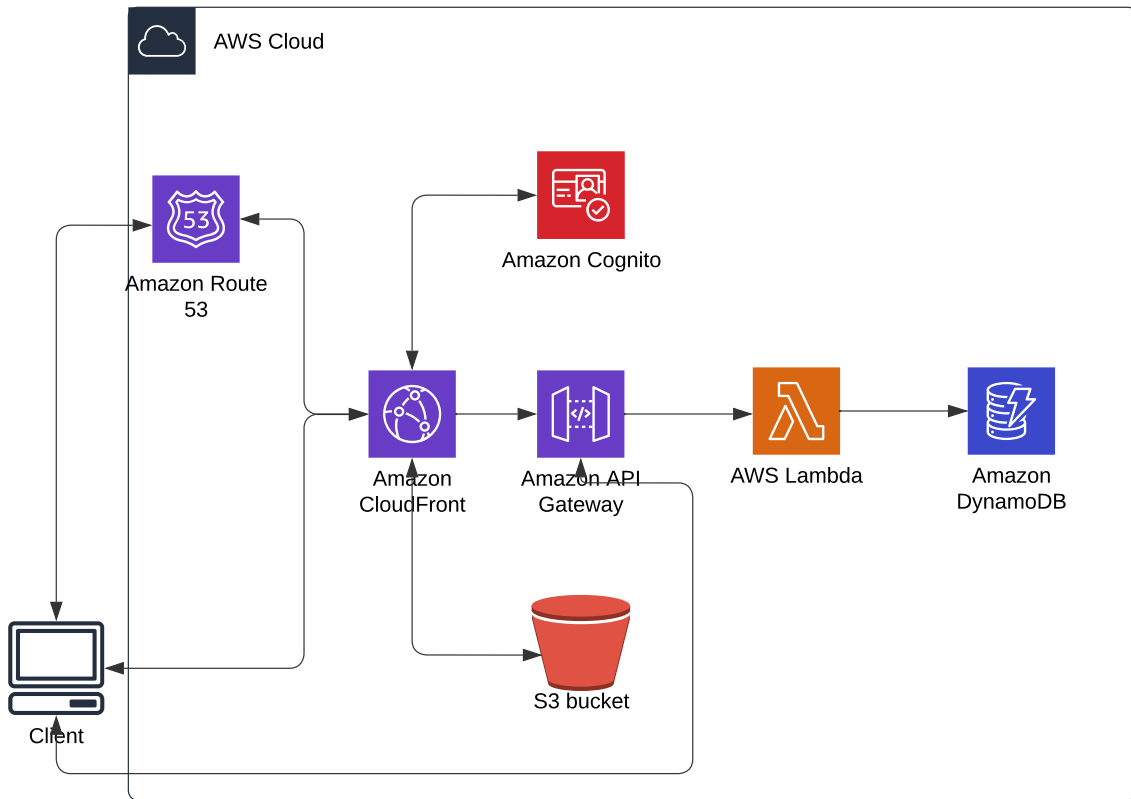 AWS Cloud
53
Amazon Route
53
Amazon Cognito
</>
Amazon
CloudFront
Amazon API
Gateway
AWS Lambda
Amazon
DynamoDB
S3 bucket
Client